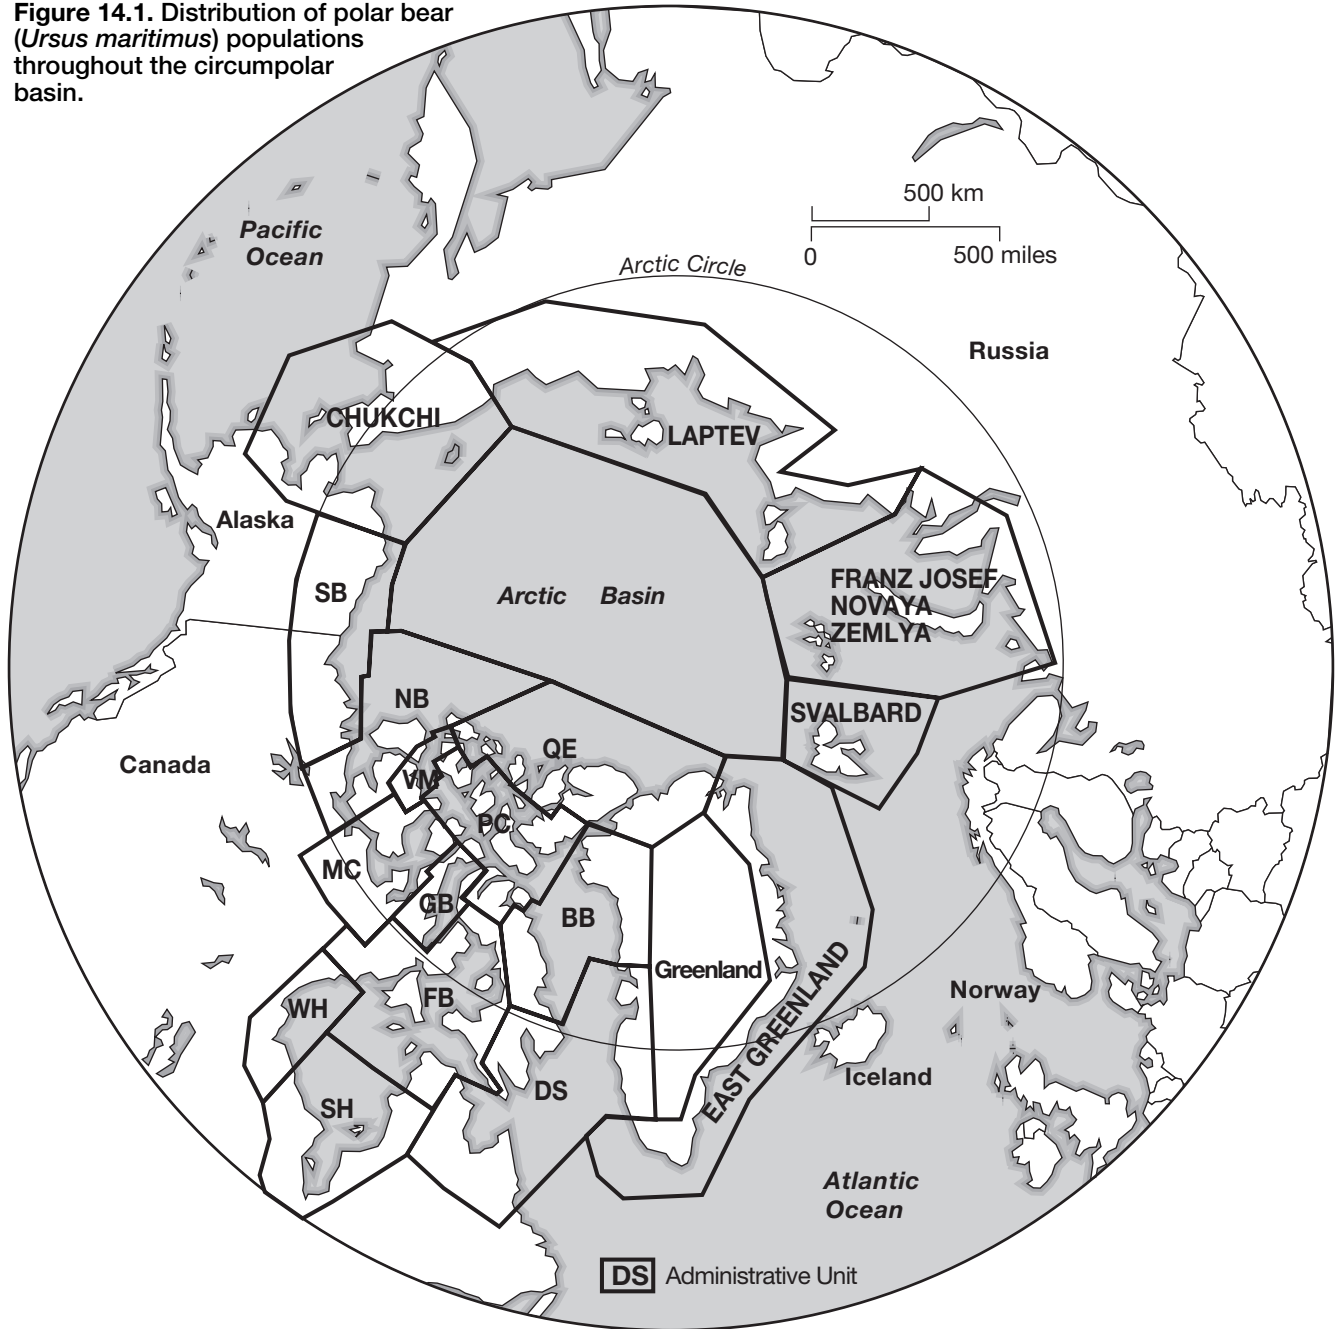 Figure 14.1. Distribution of polar bear
(Ursus maritimus) populations
throughout the circumpolar
basin.
500 km
0
500 miles
Pacific
Ocean
Arctic Circle
Russia
CHUKCHI
LAPTEV
Alaska
SB
Arctic Basin
FRANZ JOSEF
NOVAYA
ZEMLYA
NB
SVALBARD
QE
Canada
VM
PC
MC
GB
BB
Greenland
FB
WH
Norway
EAST GREENLAND
Iceland
DS
SH
Atlantic
Ocean
DS Administrative Unit